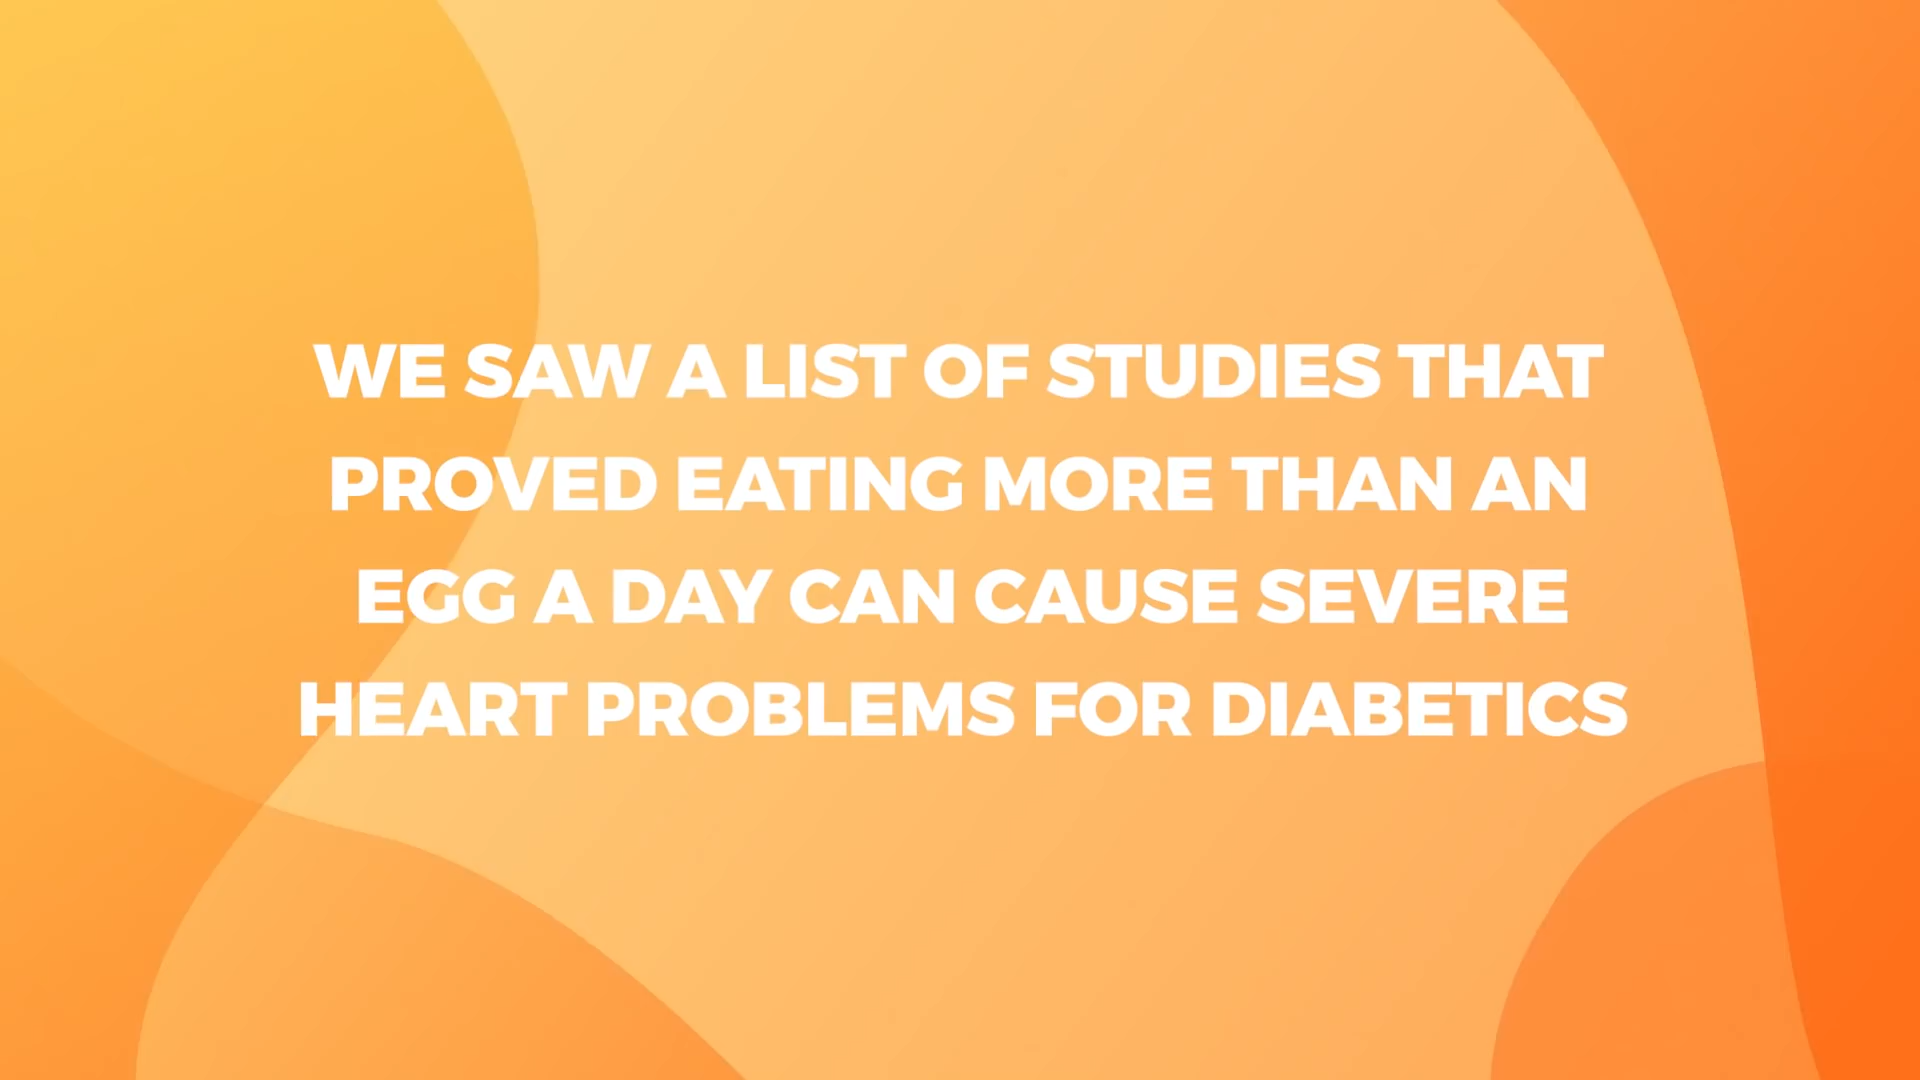 WE SAW A LIST OF STUDIES THAT
PROVED EATING MORE THAN AN
EGG A DAY CAN CAUSE SEVERE
HEART PROBLEMS FOR DIABETICS